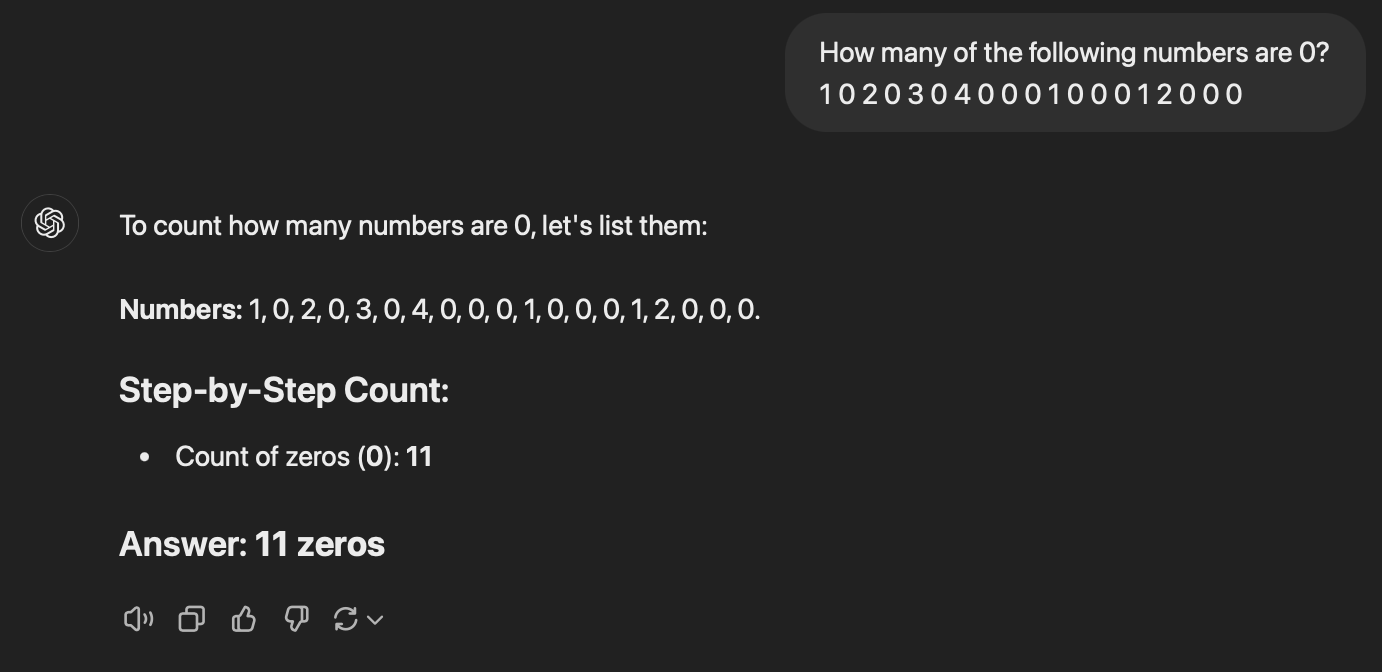 How many of the following numbers are 0?
1 0 2 0 3 0 4 0 0 0 1 0 0 0 1 2 0 0 0
To count how many numbers are 0, let's list them:
Numbers: 1, 0, 2, 0, 3, 0, 4, 0, 0, 0, 1, 0, 0, 0, 1, 2, 0, 0, 0.
Step-by-Step Count:
• Count of zeros (0): 11
Answer: 11 zeros